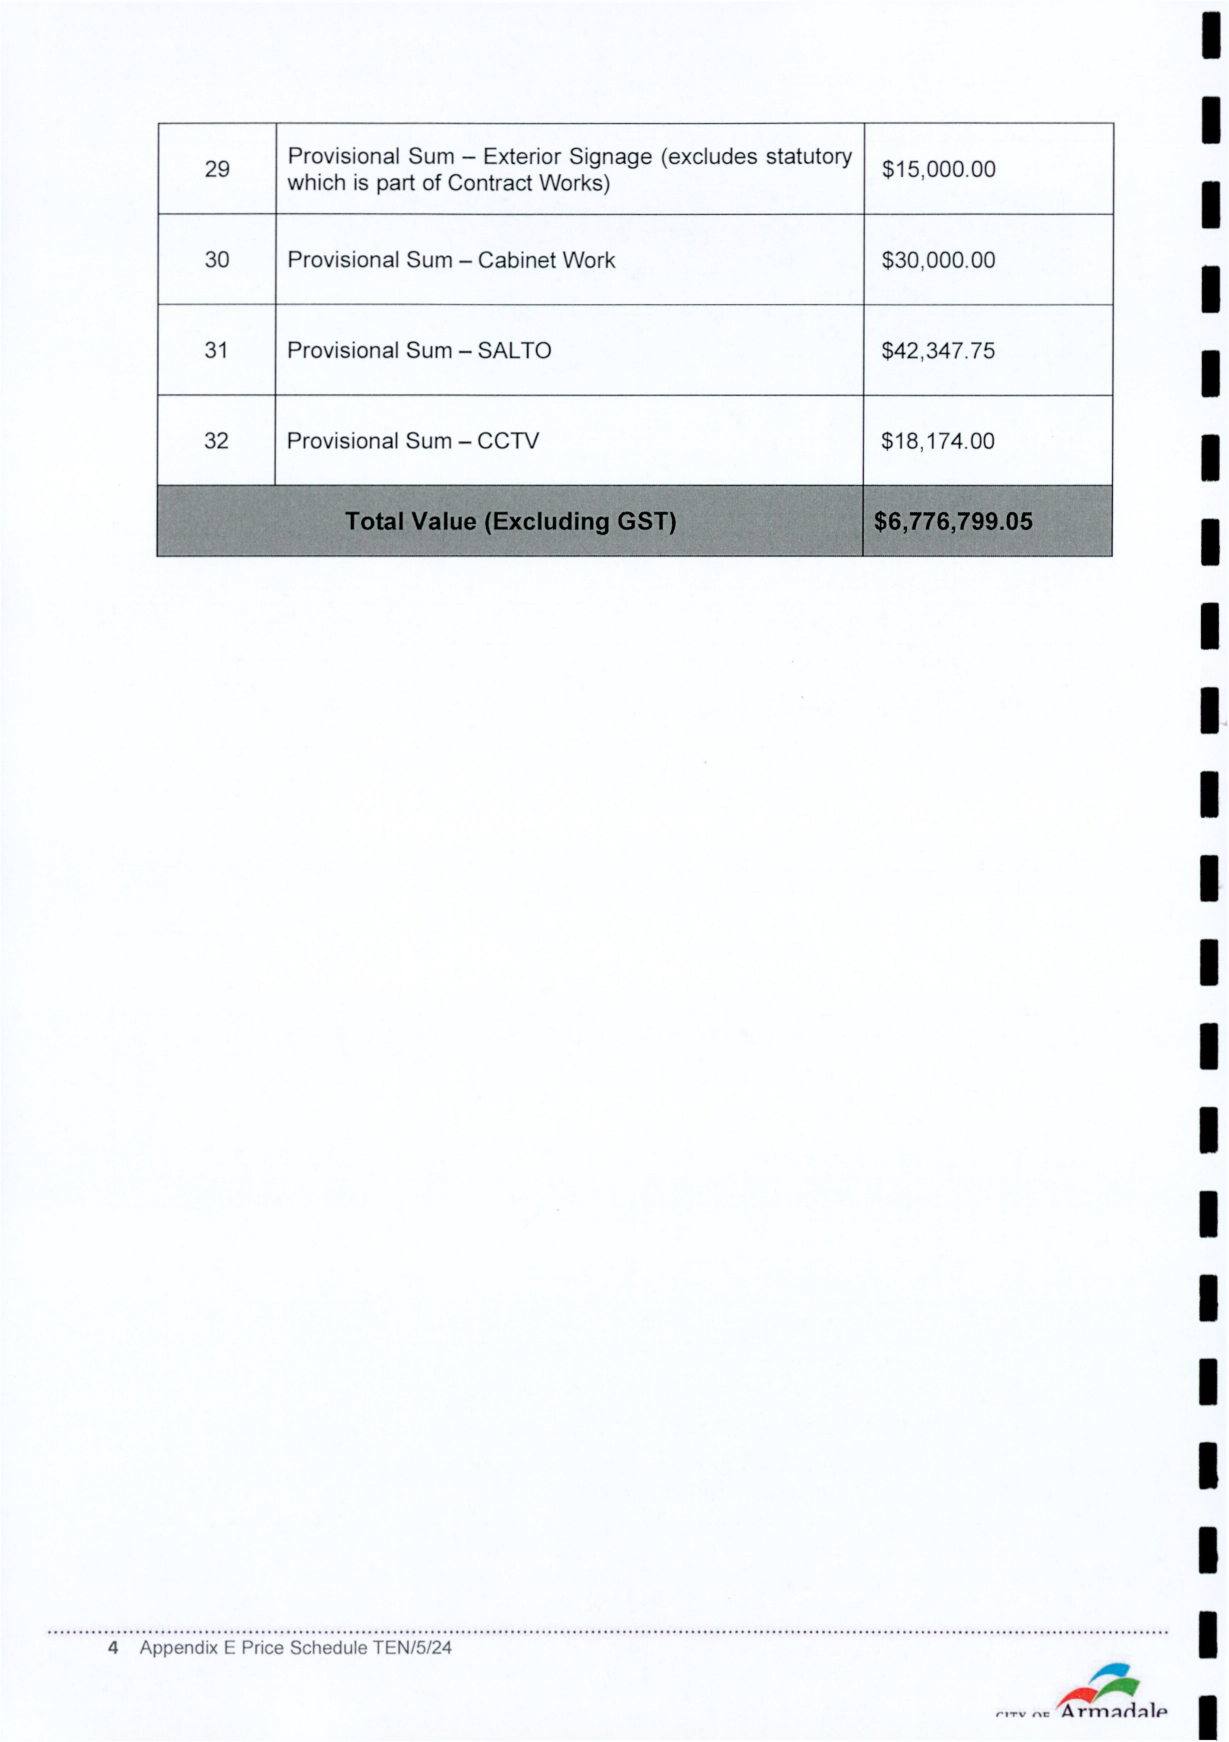 29
Provisional Sum – Exterior Signage (excludes statutory
which is part of Contract Works)
$15,000.00
30
Provisional Sum – Cabinet Work
$30,000.00
31
Provisional Sum – SALTO
$42,347.75
32
Provisional Sum – CCTV
$18,174.00
Total Value (Excluding GST)
$6,776,799.05
4 Appendix E Price Schedule TEN/5/24
CITY OF Armadale